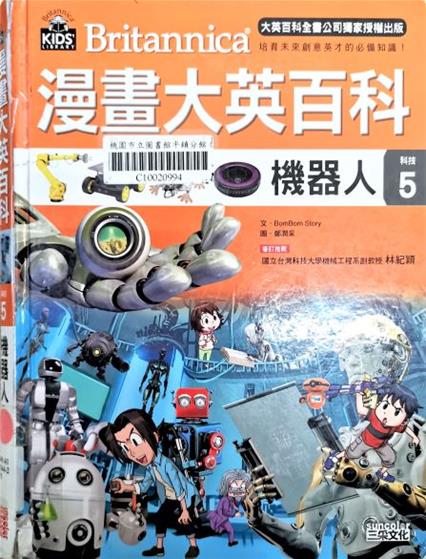 Britannica
KIDS'
LIBRARY
Britannica®
大英百科全書公司獨家授權出版
培育未來創意英才的必備知識！
漫畫大英百科
桃園市立圖書館平鎮分館
C10020994
機器人
科技
5
文・BomBom Story
圖・鄭潤采
審訂推薦
國立台灣科技大學機械工程系副教授 林紀穎
suncolor
三采文化
漫畫大英百科
科技
5
機器人
suncolor